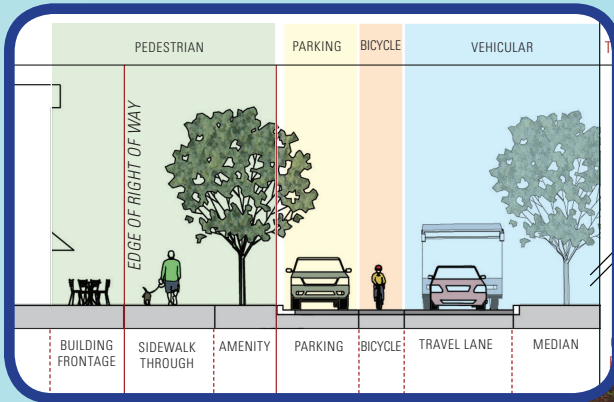 PEDESTRIAN
PARKING
BICYCLE
VEHICULAR
EDGE OF RIGHT OF WAY
BUILDING
FRONTAGE
SIDEWALK
THROUGH
AMENITY
PARKING
BICYCLE
TRAVEL LANE
MEDIAN